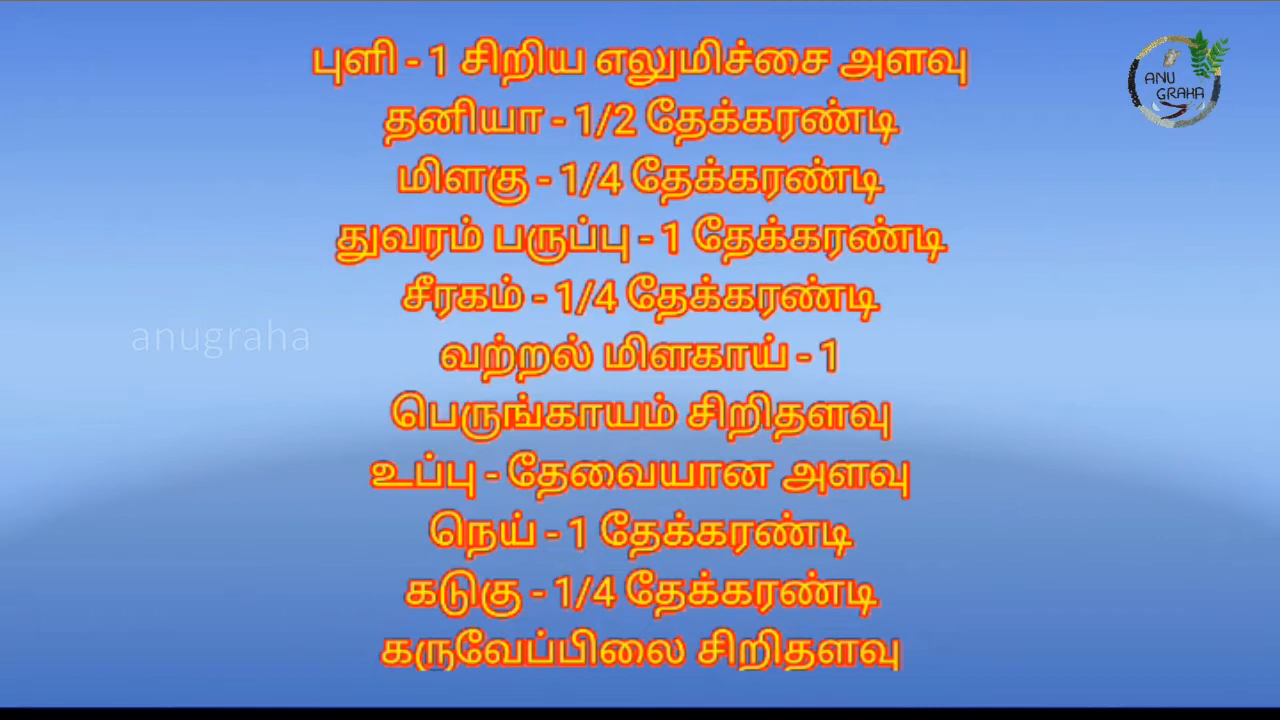 புளி - 1 சிறிய எலுமிச்சை அளவு
தனியா - 1/2 தேக்கரண்டி
மிளகு - 1/4 தேக்கரண்டி
துவரம் பருப்பு - 1 தேக்கரண்டி
சீரகம் - 1/4 தேக்கரண்டி
வற்றல் மிளகாய் - 1
பெருங்காயம் சிறிதளவு
உப்பு - தேவையான அளவு
நெய் - 1 தேக்கரண்டி
கடுகு - 1/4 தேக்கரண்டி
கருவேப்பிலை சிறிதளவு
anugraha
ANU
GRAHA